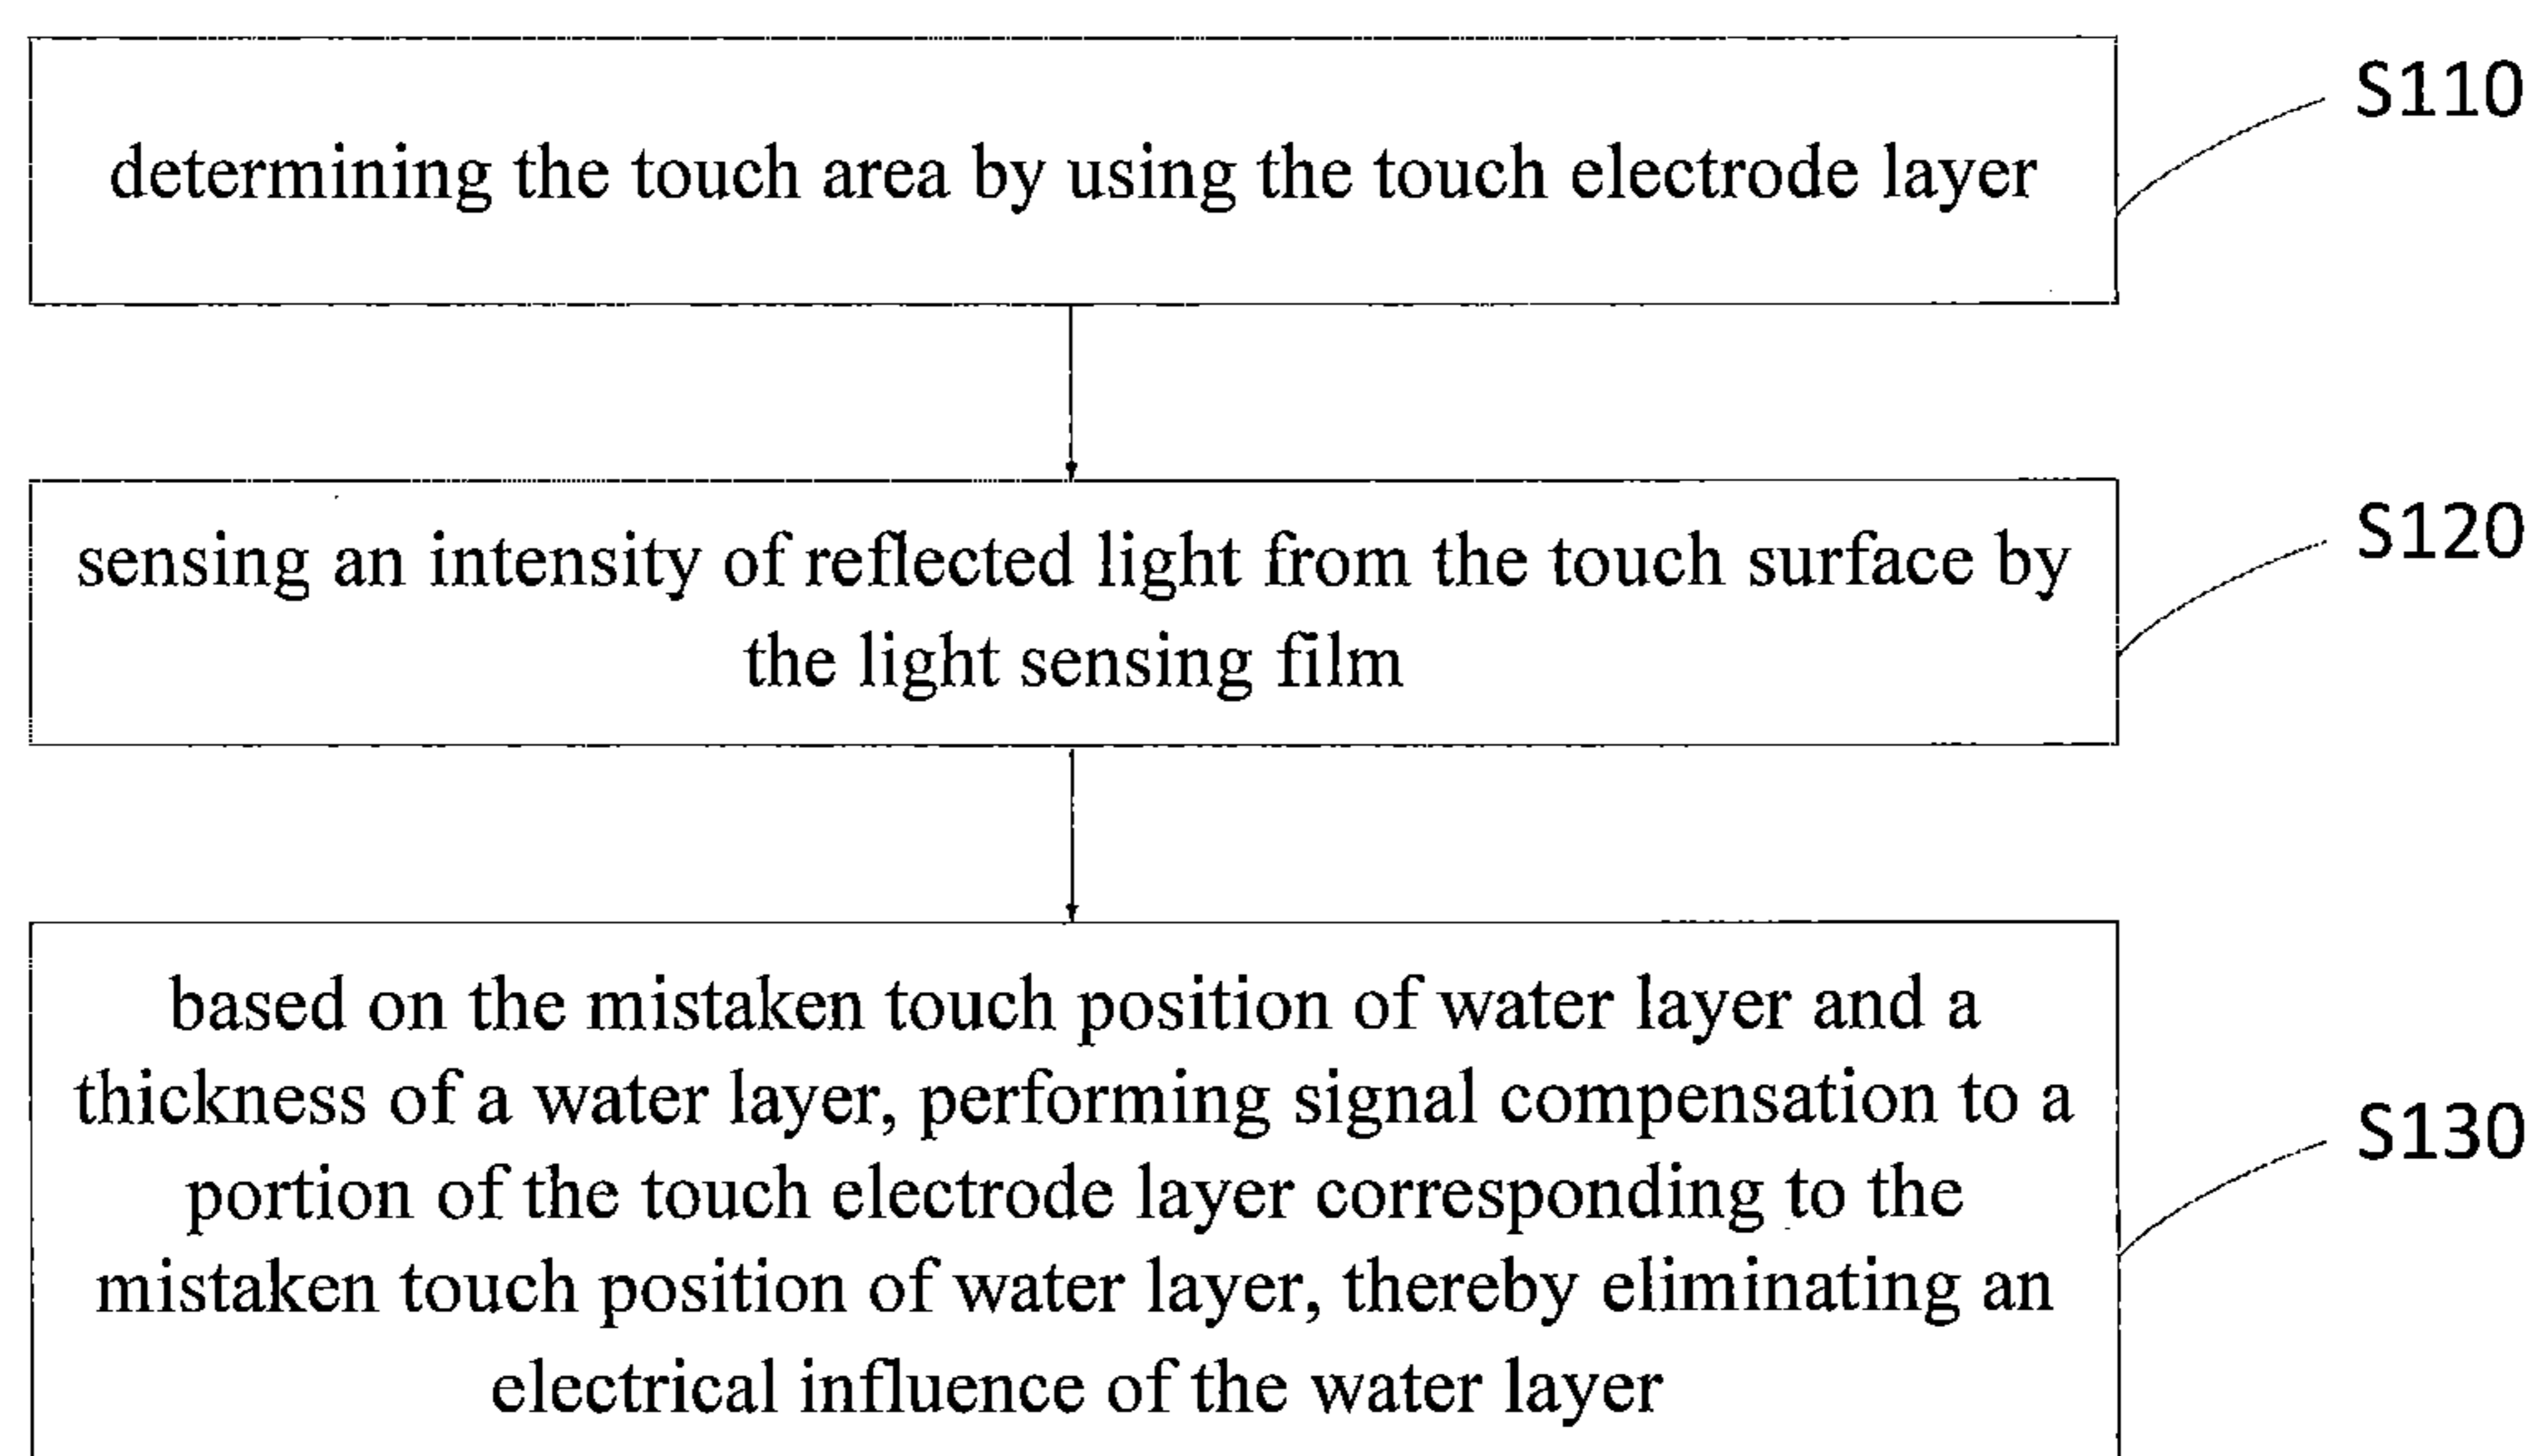 determining the touch area by using the touch electrode layer
S110
sensing an intensity of reflected light from the touch surface by
the light sensing film
S120
based on the mistaken touch position of water layer and a
thickness of a water layer, performing signal compensation to a
portion of the touch electrode layer corresponding to the
mistaken touch position of water layer, thereby eliminating an
electrical influence of the water layer
S130